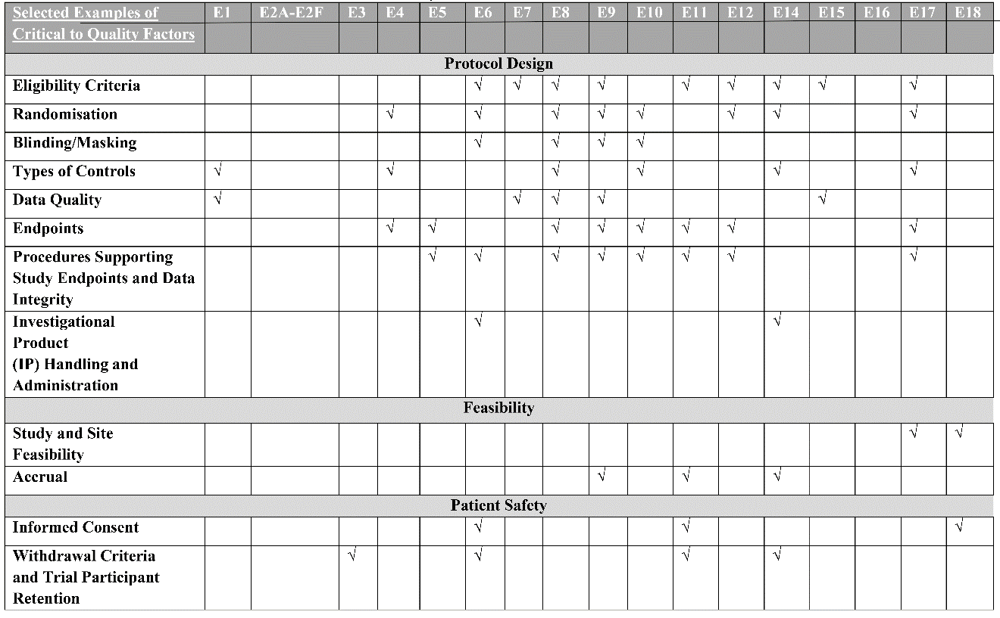 Selected Examples of E1 E2A-E2F E3 E4 E5 E6 E7 E8 E9 E10 E11 E12 E14 E15 E16 E17 E18
Critical to Quality Factors
Protocol Design
Eligibility Criteria √ √ √ √ √ √ √ √ √
Randomisation √ √ √ √ √ √ √ √
Blinding/Masking √ √ √ √
Types of Controls √ √ √ √ √ √
Data Quality √ √ √ √ √
Endpoints √ √ √ √ √ √ √ √
Procedures Supporting √ √ √ √ √ √ √ √
Study Endpoints and Data
Integrity
Investigational √ √
Product
(IP) Handling and
Administration
Feasibility
Study and Site √ √
Feasibility
Accrual √ √ √
Patient Safety
Informed Consent √ √ √
Withdrawal Criteria √ √ √ √
and Trial Participant
Retention